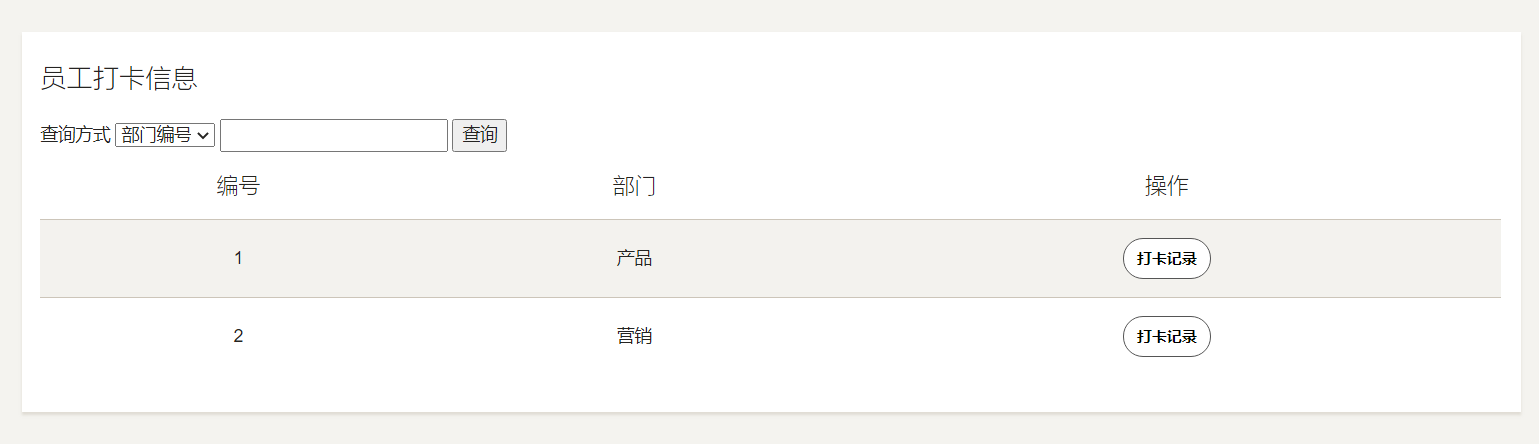 员工打卡信息
查询方式 部门编号 查询
编号 部门 操作
1 产品 打卡记录
2 营销 打卡记录